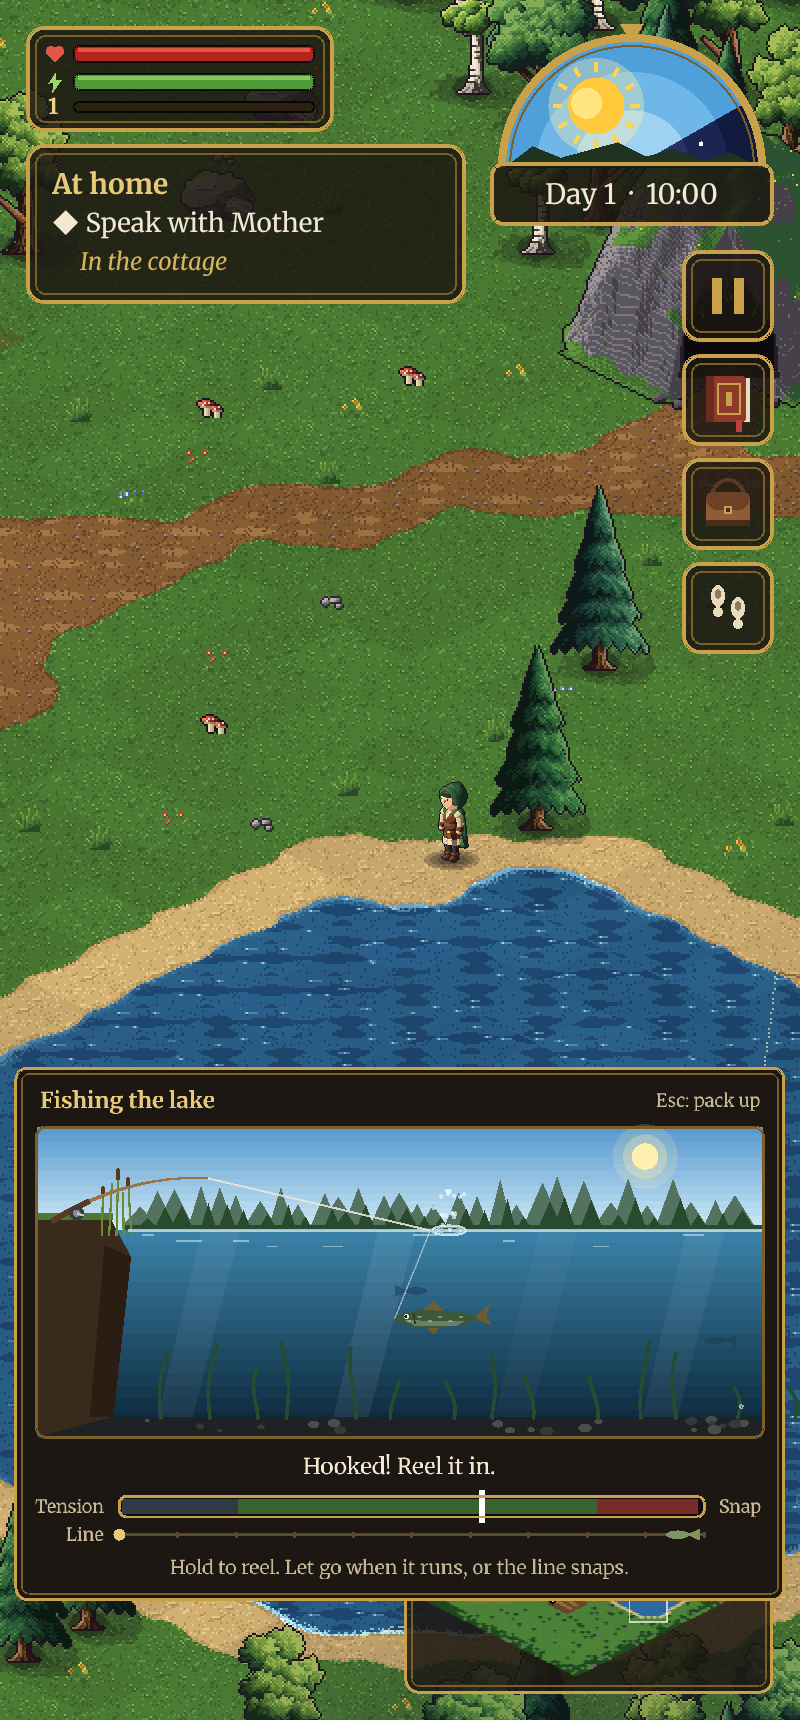 1
At home
Speak with Mother
In the cottage
Day 1 · 10:00
Fishing the lake
Esc: pack up
Hooked! Reel it in.
Tension
Snap
Line
Hold to reel. Let go when it runs, or the line snaps.